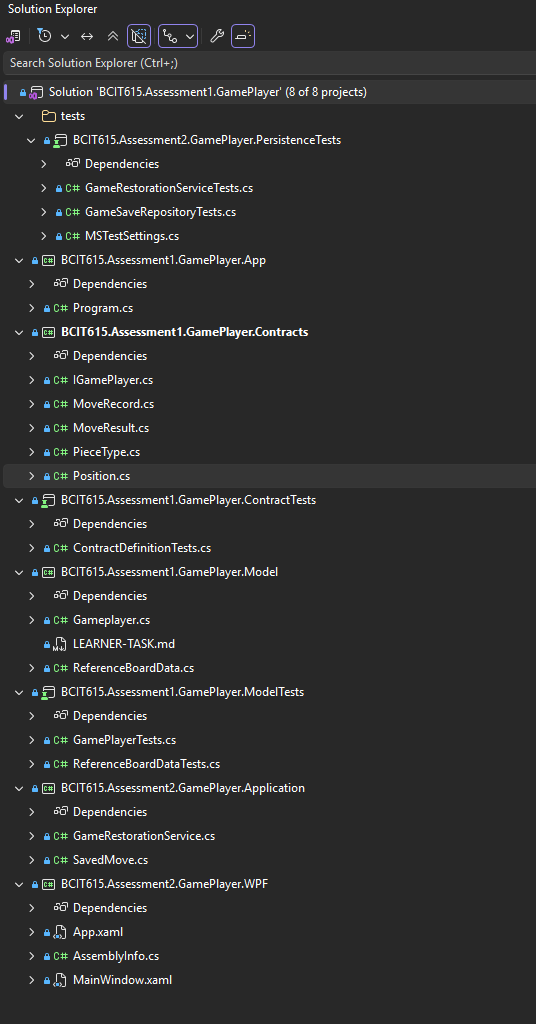 Solution Explorer
Search Solution Explorer (Ctrl+;)
Solution 'BCIT615.Assessment1.GamePlayer' (8 of 8 projects)
tests
BCIT615.Assessment2.GamePlayer.PersistenceTests
Dependencies
C# GameRestorationServiceTests.cs
C# GameSaveRepositoryTests.cs
C# MSTestSettings.cs
C# BCIT615.Assessment1.GamePlayer.App
Dependencies
C# Program.cs
C# BCIT615.Assessment1.GamePlayer.Contracts
Dependencies
C# IGamePlayer.cs
C# MoveRecord.cs
C# MoveResult.cs
C# PieceType.cs
C# Position.cs
BCIT615.Assessment1.GamePlayer.ContractTests
Dependencies
C# ContractDefinitionTests.cs
C# BCIT615.Assessment1.GamePlayer.Model
Dependencies
C# Gameplayer.cs
M↓ LEARNER-TASK.md
C# ReferenceBoardData.cs
BCIT615.Assessment1.GamePlayer.ModelTests
Dependencies
C# GamePlayerTests.cs
C# ReferenceBoardDataTests.cs
C# BCIT615.Assessment2.GamePlayer.Application
Dependencies
C# GameRestorationService.cs
C# SavedMove.cs
C# BCIT615.Assessment2.GamePlayer.WPF
Dependencies
App.xaml
C# AssemblyInfo.cs
MainWindow.xaml